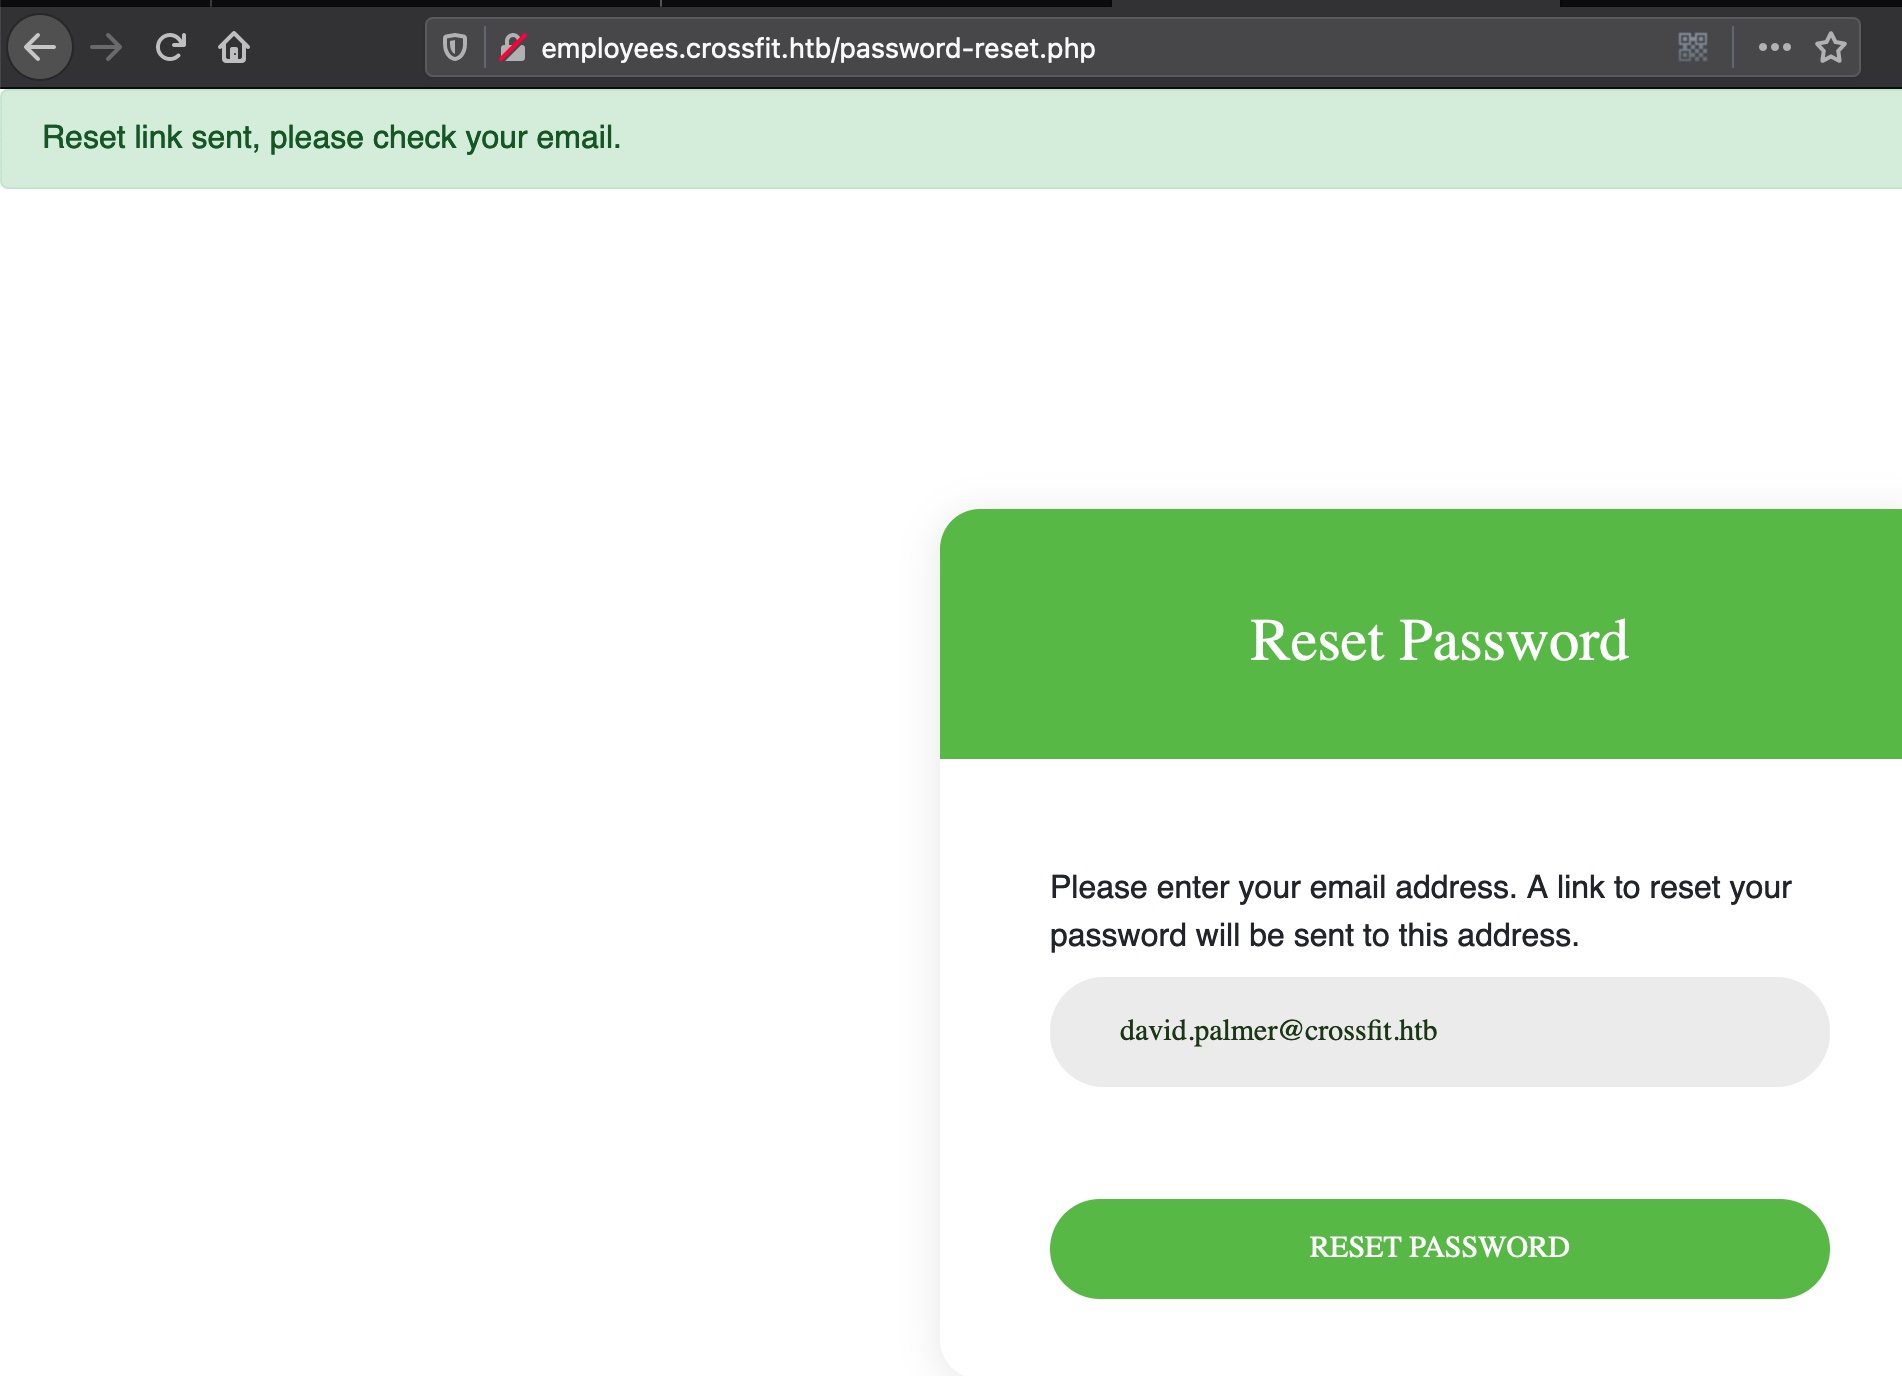 employees.crossfit.htb/password-reset.php
Reset link sent, please check your email.
Reset Password
Please enter your email address. A link to reset your
password will be sent to this address.
david.palmer@crossfit.htb
RESET PASSWORD